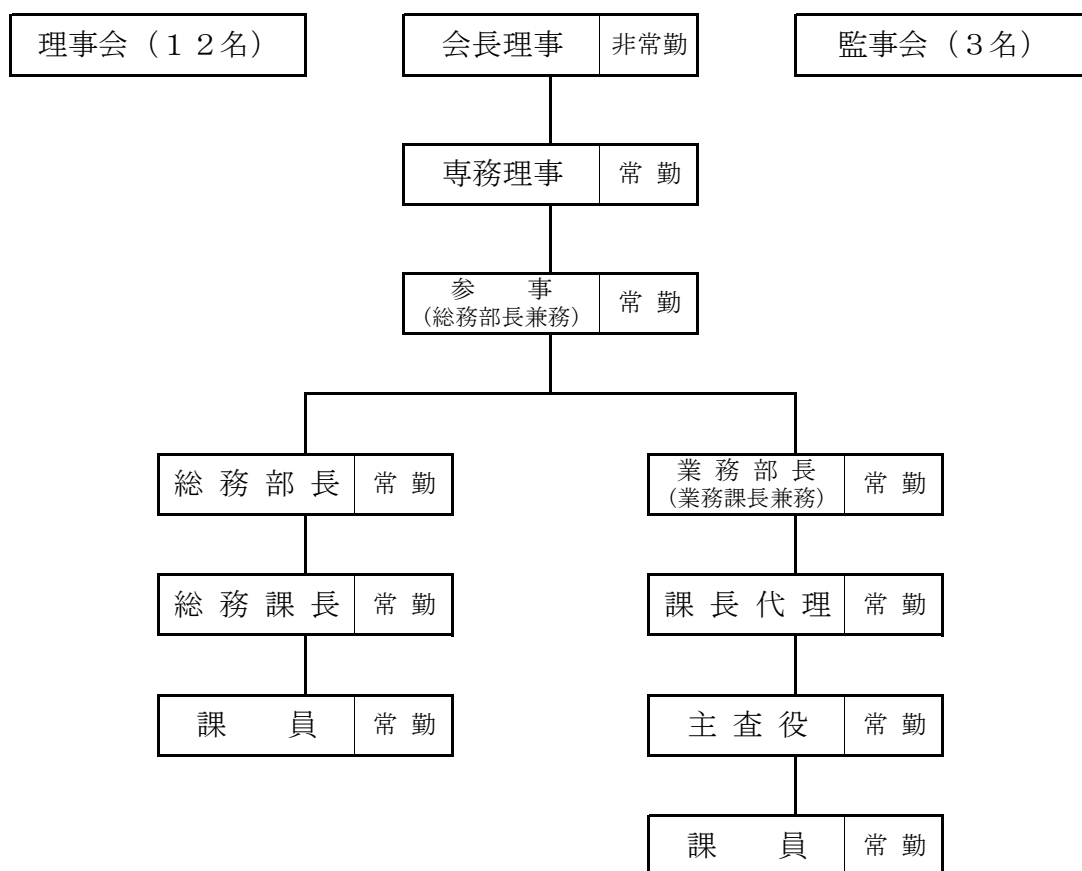 理事会（１２名）
会長理事 非常勤
監事会（３名）
専務理事 常 勤
参　　事 常 勤
(総務部長兼務)
総 務 部 長 常 勤
業 務 部 長 常 勤
(業務課長兼務)
総 務 課 長 常 勤
課 長 代 理 常 勤
課　　員 常 勤
主 査 役 常 勤
課　　員 常 勤